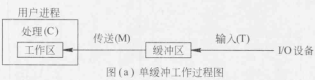 用户进程
处理(C)
工作区
传送(M)
缓冲区
输入(T)
I/O设备
图(a) 单缓冲工作过程图